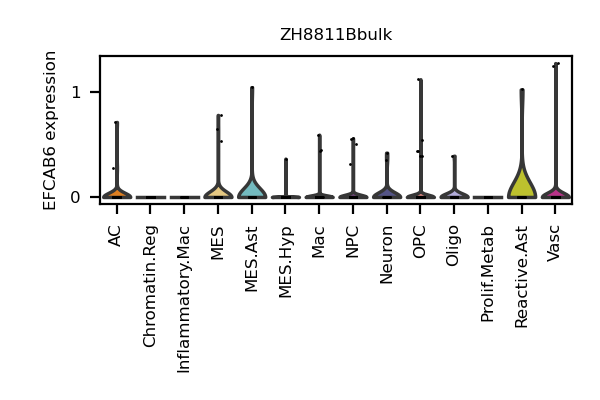 ZH8811Bbulk
EFCAB6 expression
1
0
AC
Chromatin.Reg
Inflammatory.Mac
MES
MES.Ast
MES.Hyp
Mac
NPC
Neuron
OPC
Oligo
Prolif.Metab
Reactive.Ast
Vasc